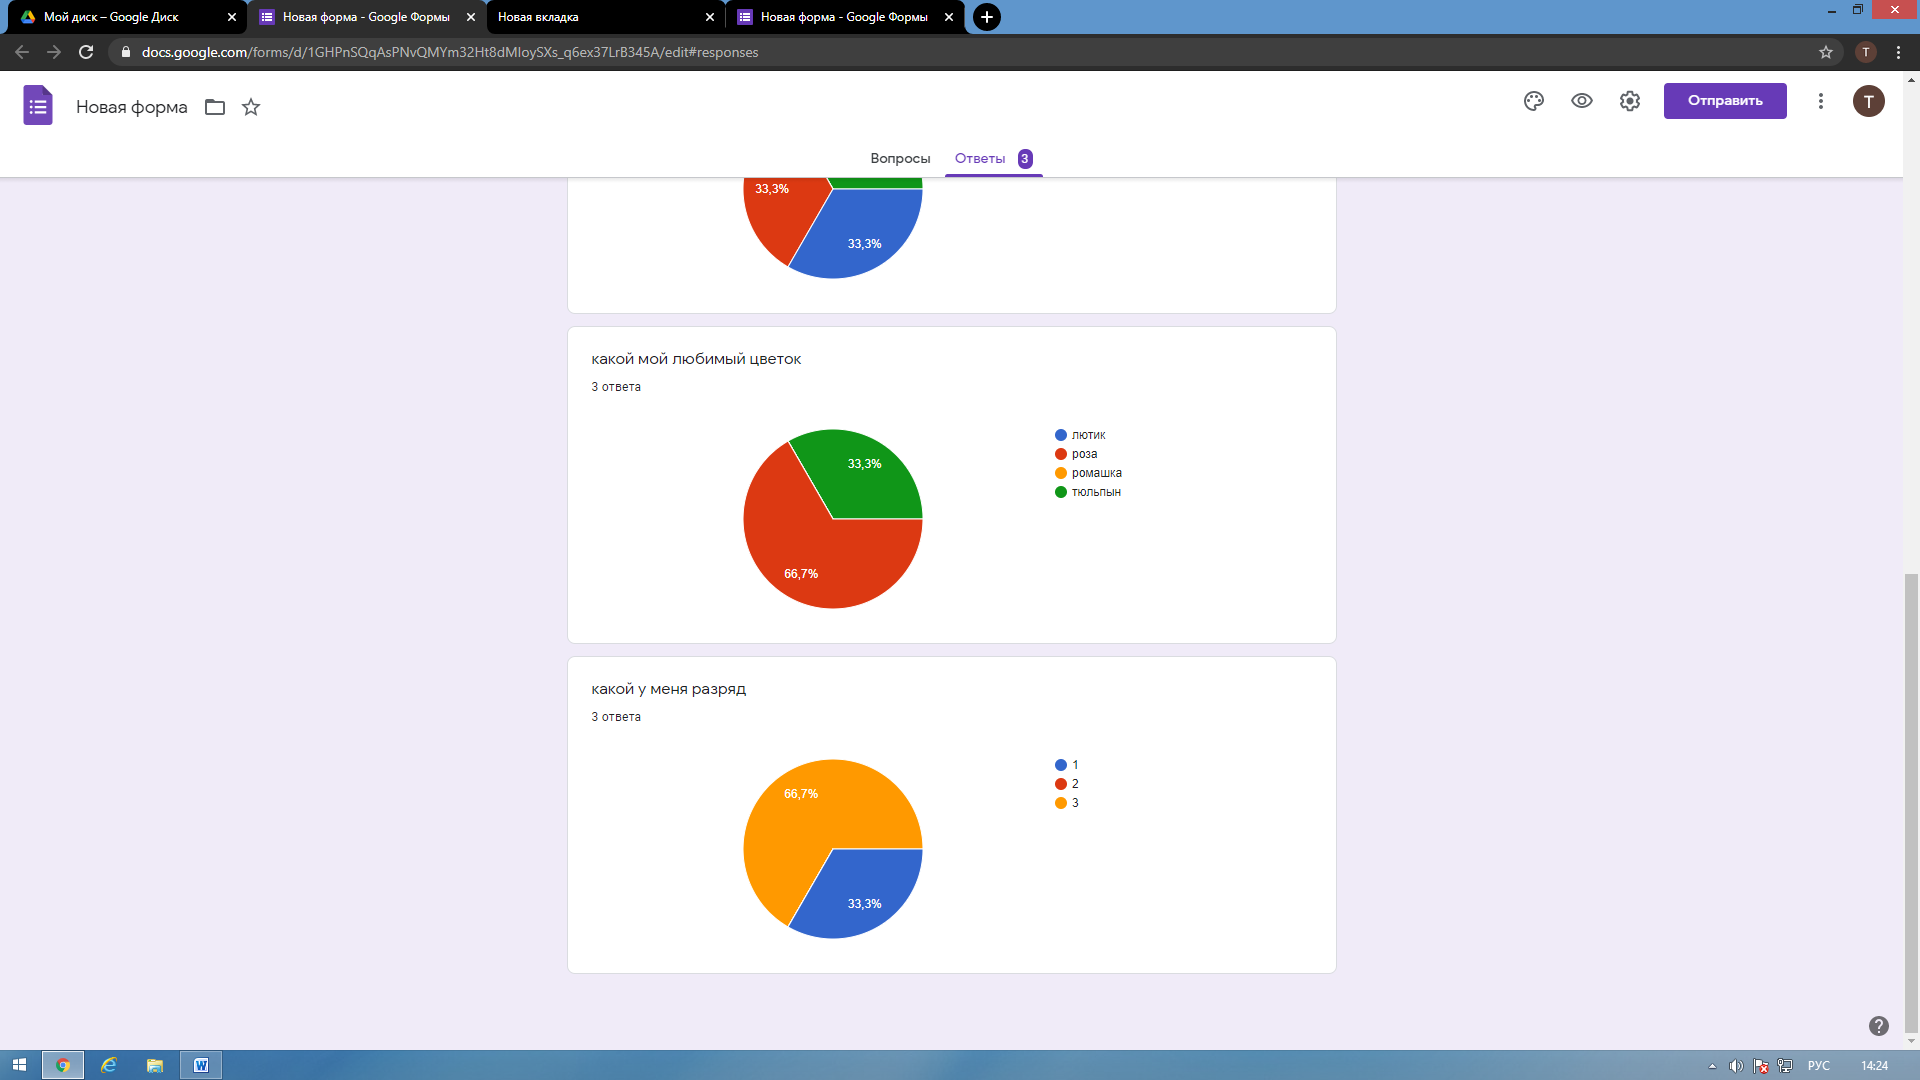 Мой диск – Google Диск
Новая форма - Google Формы
Новая вкладка
Новая форма - Google Формы
docs.google.com/forms/d/1GHPnSQqAsPNvQMYm32Ht8dMIoySXs_q6ex37LrB345A/edit#responses
T
Новая форма
Отправить
T
Вопросы
Ответы 3
33,3%
33,3%
какой мой любимый цветок
3 ответа
33,3%
66,7%
лютик
роза
ромашка
тюльпын
какой у меня разряд
3 ответа
66,7%
33,3%
1
2
3
РУС
14:24